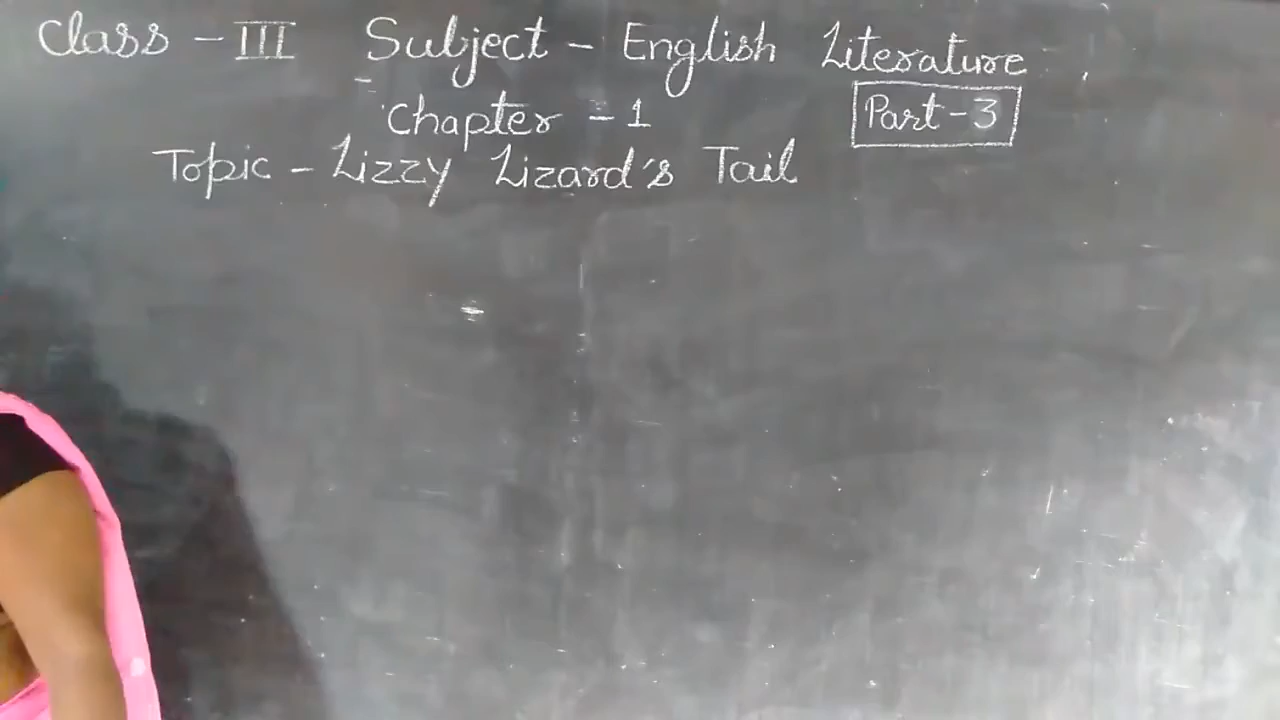 Class - III Subject - English Literature
Chapter - 1 Part - 3
Topic - Lizzy Lizard's Tail